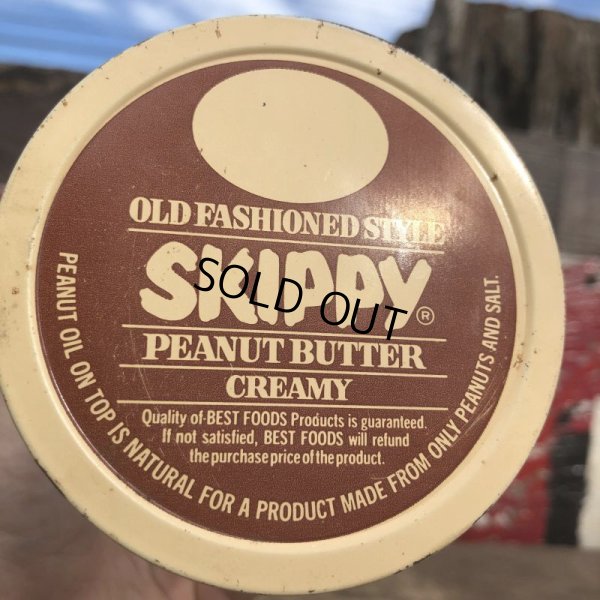 OLD FASHIONED STYLE
SKIPPY®
SOLD OUT
PEANUT BUTTER
CREAMY
Quality of BEST FOODS Products is guaranteed.
If not satisfied, BEST FOODS will refund
the purchase price of the product.
PEANUT OIL ON TOP IS NATURAL FOR A PRODUCT MADE FROM ONLY PEANUTS AND SALT.